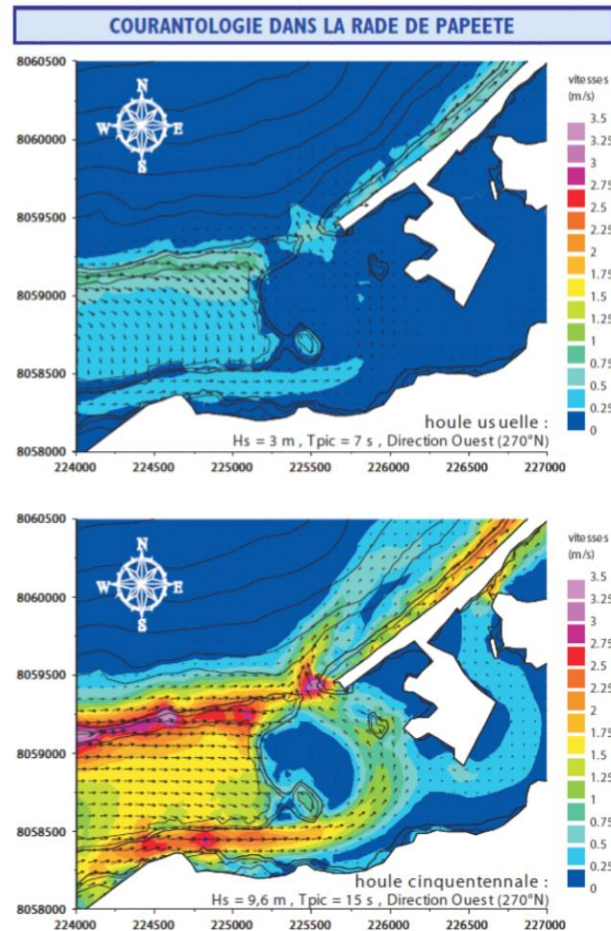 COURANTOLOGIE DANS LA RADE DE PAPEETE
8060500
8060000
8059500
8059000
8058500
8058000
N
W E
S
vitesses
(m/s)
3.5
3.25
3
2.75
2.5
2.25
2
1.75
1.5
1.25
1
0.75
0.5
0.25
0
houle usuelle :
Hs = 3 m , Tpic = 7 s , Direction Ouest (270°N)
224000 224500 225000 225500 226000 226500 227000
8060500
8060000
8059500
8059000
8058500
8058000
N
W E
S
vitesses
(m/s)
3.5
3.25
3
2.75
2.5
2.25
2
1.75
1.5
1.25
1
0.75
0.5
0.25
0
houle cinquentennale :
Hs = 9,6 m , Tpic = 15 s , Direction Ouest (270°N)
224000 224500 225000 225500 226000 226500 227000